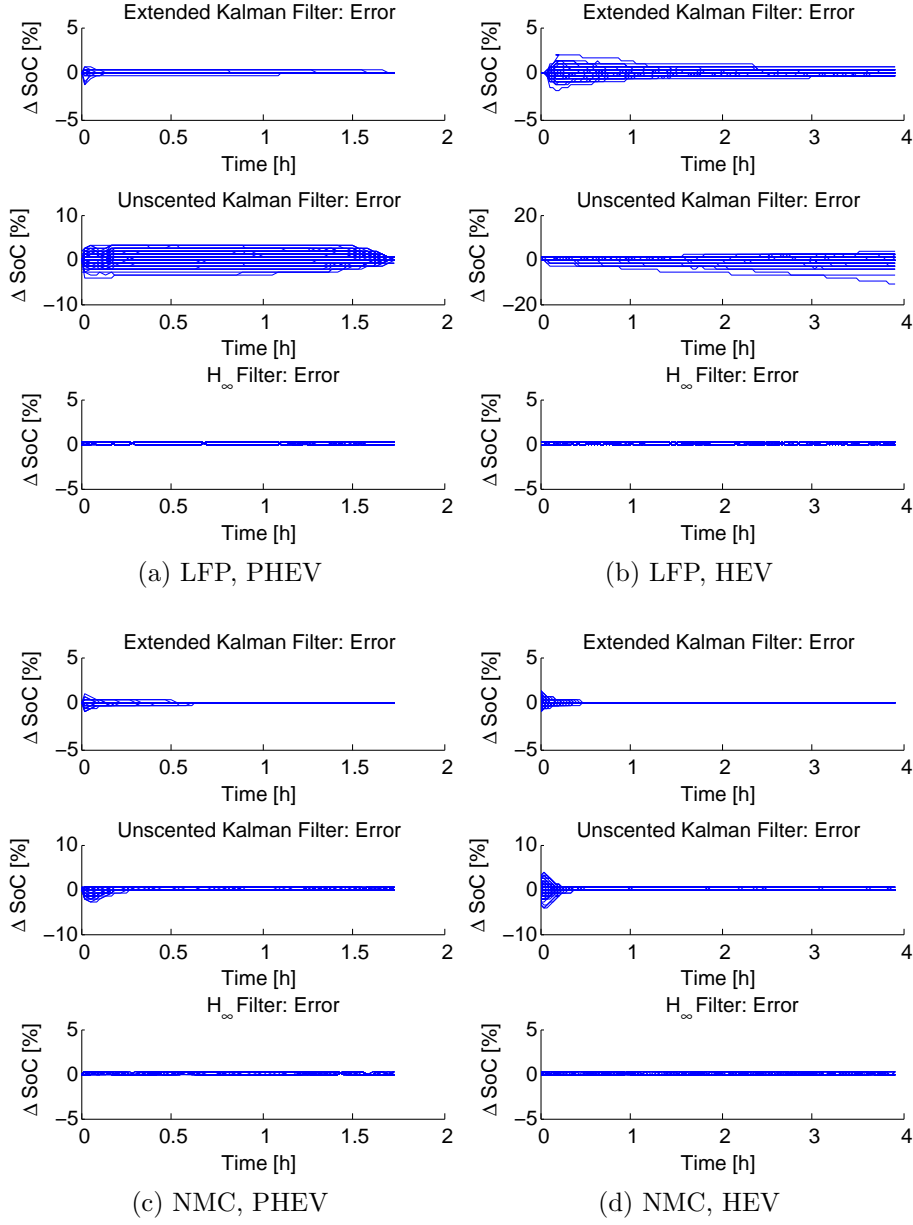 Extended Kalman Filter: Error
5
0
−5
Δ SoC [%]
0 0.5 1 1.5 2
Time [h]
Unscented Kalman Filter: Error
10
0
−10
Δ SoC [%]
0 0.5 1 1.5 2
Time [h]
H∞ Filter: Error
5
0
−5
Δ SoC [%]
0 0.5 1 1.5 2
Time [h]
(a) LFP, PHEV
Extended Kalman Filter: Error
5
0
−5
Δ SoC [%]
0 1 2 3 4
Time [h]
Unscented Kalman Filter: Error
20
0
−20
Δ SoC [%]
0 1 2 3 4
Time [h]
H∞ Filter: Error
5
0
−5
Δ SoC [%]
0 1 2 3 4
Time [h]
(b) LFP, HEV
Extended Kalman Filter: Error
5
0
−5
Δ SoC [%]
0 0.5 1 1.5 2
Time [h]
Unscented Kalman Filter: Error
10
0
−10
Δ SoC [%]
0 0.5 1 1.5 2
Time [h]
H∞ Filter: Error
5
0
−5
Δ SoC [%]
0 0.5 1 1.5 2
Time [h]
(c) NMC, PHEV
Extended Kalman Filter: Error
5
0
−5
Δ SoC [%]
0 1 2 3 4
Time [h]
Unscented Kalman Filter: Error
10
0
−10
Δ SoC [%]
0 1 2 3 4
Time [h]
H∞ Filter: Error
5
0
−5
Δ SoC [%]
0 1 2 3 4
Time [h]
(d) NMC, HEV